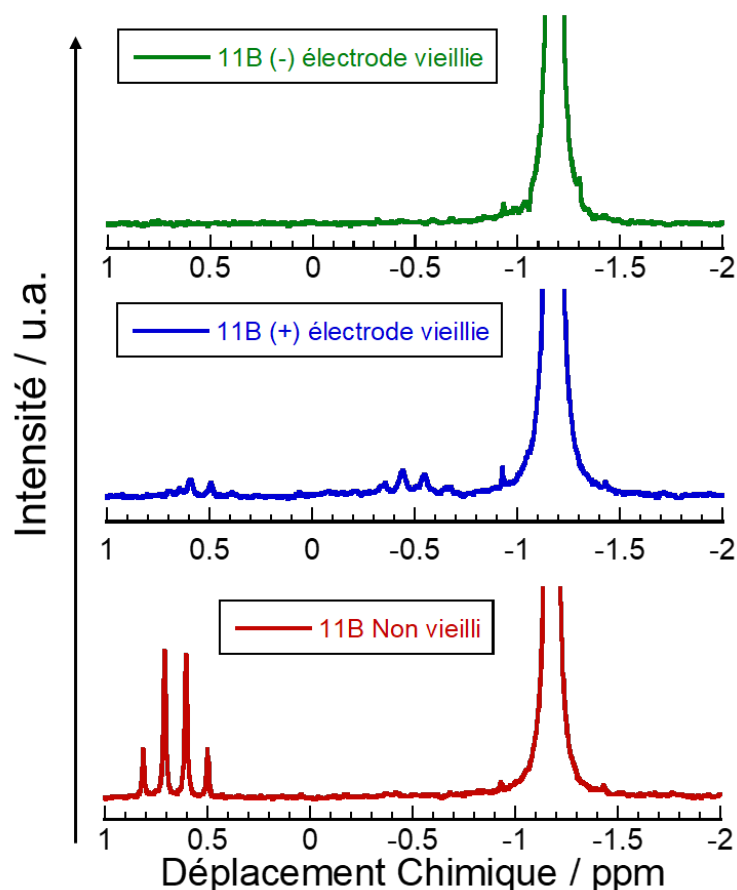 11B (-) électrode vieillie
1 0.5 0 -0.5 -1 -1.5 -2
11B (+) électrode vieillie
1 0.5 0 -0.5 -1 -1.5 -2
11B Non vieilli
1 0.5 0 -0.5 -1 -1.5 -2
Déplacement Chimique / ppm
Intensité / u.a.